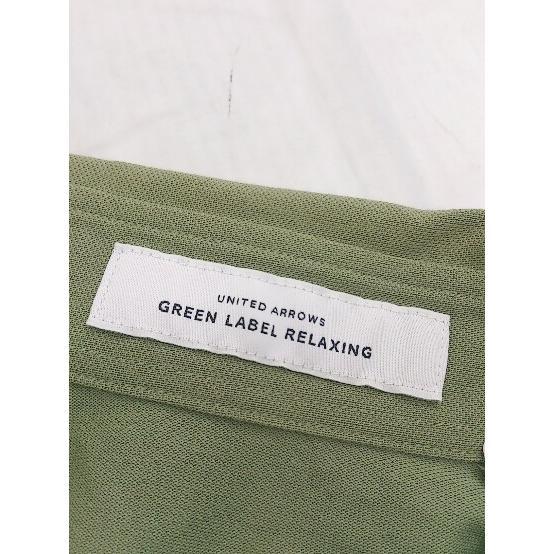 UNITED ARROWS
GREEN LABEL RELAXING